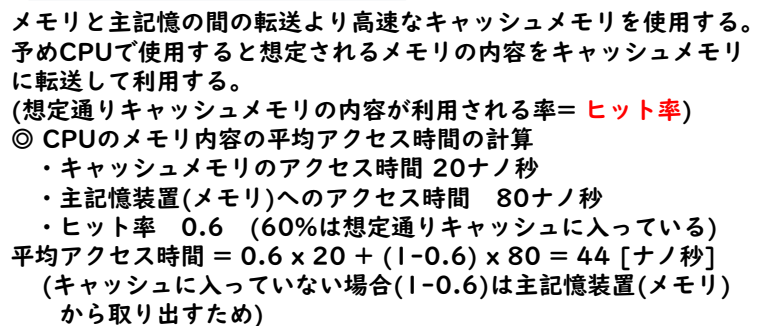 メモリと主記憶の間の転送より高速なキャッシュメモリを使用する。
予めCPUで使用すると想定されるメモリの内容をキャッシュメモリ
に転送して利用する。
(想定通りキャッシュメモリの内容が利用される率= ヒット率)
◎ CPUのメモリ内容の平均アクセス時間の計算
・キャッシュメモリのアクセス時間 20ナノ秒
・主記憶装置(メモリ)へのアクセス時間　80ナノ秒
・ヒット率　0.6　(60%は想定通りキャッシュに入っている)
平均アクセス時間 = 0.6 x 20 + (1-0.6) x 80 = 44 [ナノ秒]
(キャッシュに入っていない場合(1-0.6)は主記憶装置(メモリ)
から取り出すため)